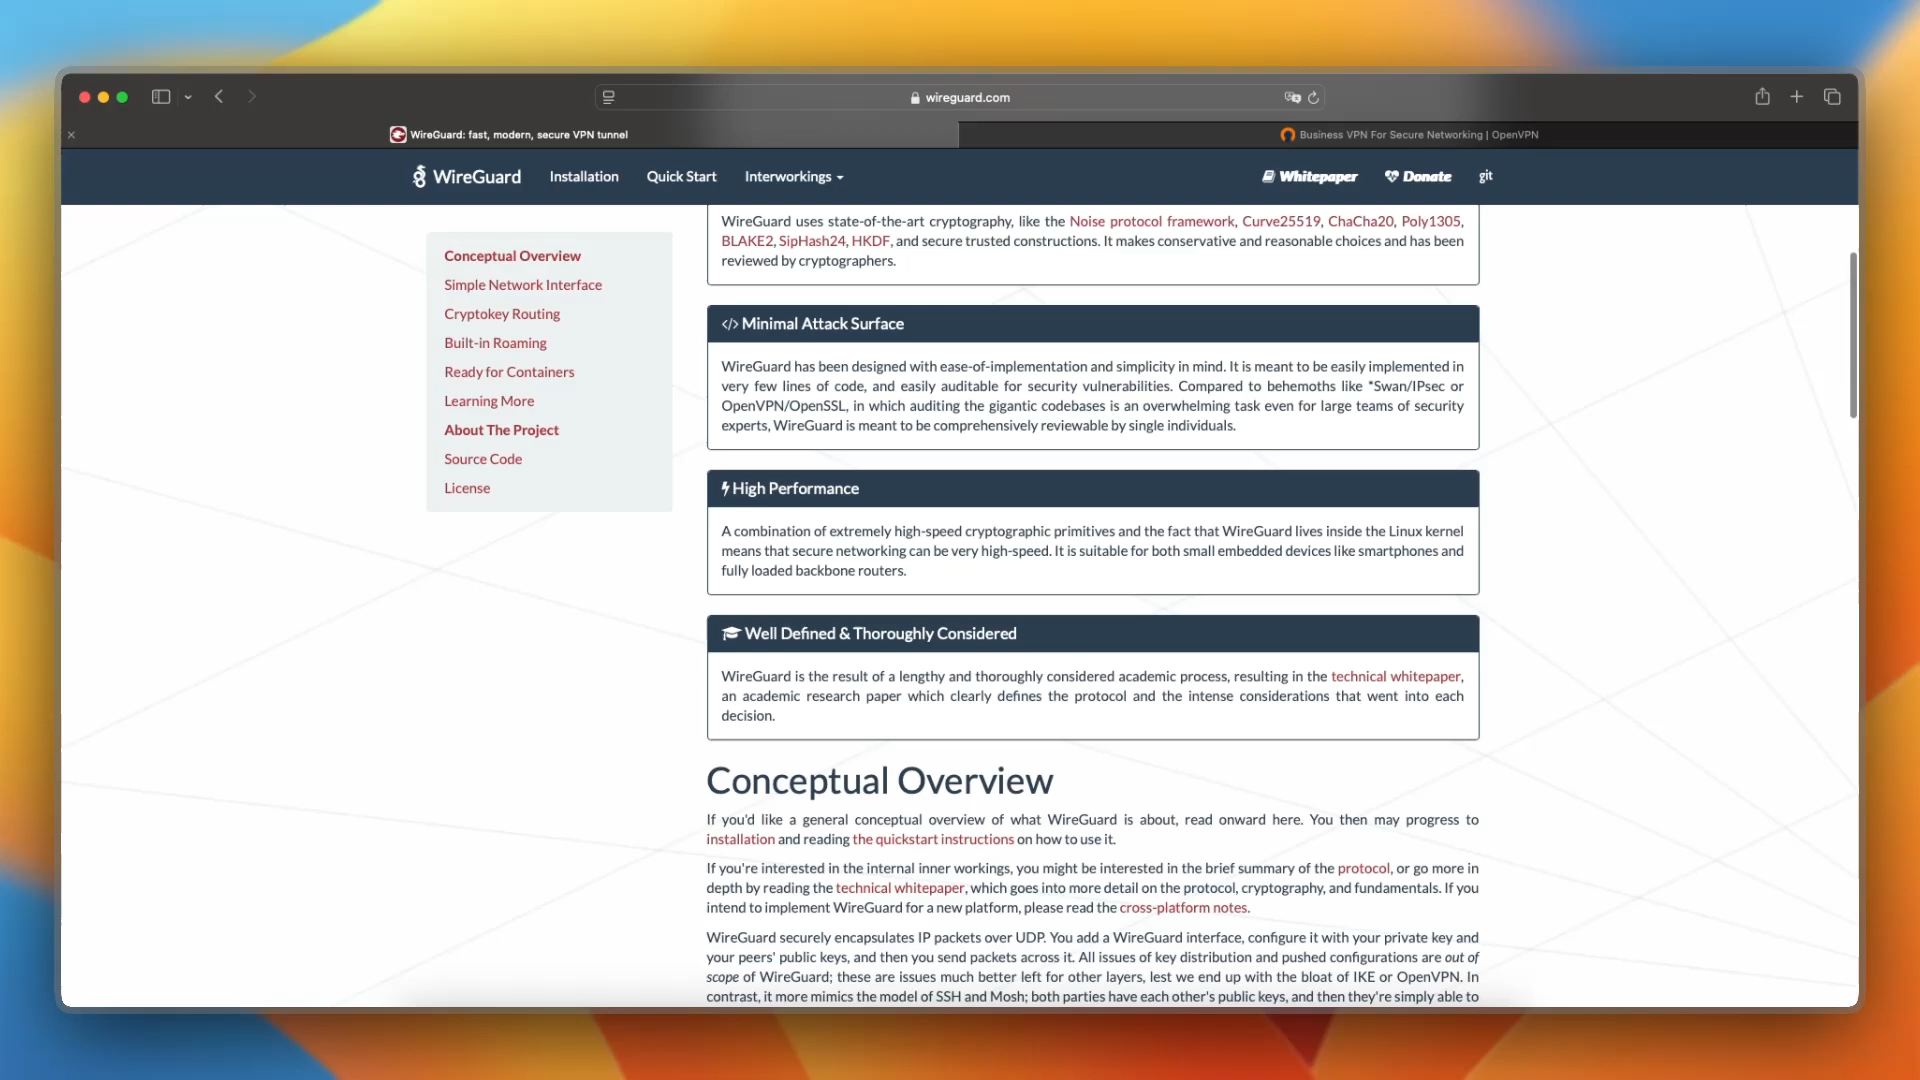 wireguard.com
WireGuard: fast, modern, secure VPN tunnel
Business VPN For Secure Networking | OpenVPN
WireGuard
Installation
Quick Start
Interworkings
Whitepaper
Donate
git
Conceptual Overview
Simple Network Interface
Cryptokey Routing
Built-in Roaming
Ready for Containers
Learning More
About The Project
Source Code
License
WireGuard uses state-of-the-art cryptography, like the Noise protocol framework, Curve25519, ChaCha20, Poly1305,
BLAKE2, SipHash24, HKDF, and secure trusted constructions. It makes conservative and reasonable choices and has been
reviewed by cryptographers.
</> Minimal Attack Surface
WireGuard has been designed with ease-of-implementation and simplicity in mind. It is meant to be easily implemented in
very few lines of code, and easily auditable for security vulnerabilities. Compared to behemoths like *Swan/IPsec or
OpenVPN/OpenSSL, in which auditing the gigantic codebases is an overwhelming task even for large teams of security
experts, WireGuard is meant to be comprehensively reviewable by single individuals.
High Performance
A combination of extremely high-speed cryptographic primitives and the fact that WireGuard lives inside the Linux kernel
means that secure networking can be very high-speed. It is suitable for both small embedded devices like smartphones and
fully loaded backbone routers.
Well Defined & Thoroughly Considered
WireGuard is the result of a lengthy and thoroughly considered academic process, resulting in the technical whitepaper,
an academic research paper which clearly defines the protocol and the intense considerations that went into each
decision.
Conceptual Overview
If you'd like a general conceptual overview of what WireGuard is about, read onward here. You then may progress to
installation and reading the quickstart instructions on how to use it.
If you're interested in the internal inner workings, you might be interested in the brief summary of the protocol, or go more in
depth by reading the technical whitepaper, which goes into more detail on the protocol, cryptography, and fundamentals. If you
intend to implement WireGuard for a new platform, please read the cross-platform notes.
WireGuard securely encapsulates IP packets over UDP. You add a WireGuard interface, configure it with your private key and
your peers' public keys, and then you send packets across it. All issues of key distribution and pushed configurations are out of
scope of WireGuard; these are issues much better left for other layers, lest we end up with the bloat of IKE or OpenVPN. In
contrast, it more mimics the model of SSH and Mosh; both parties have each other's public keys, and then they're simply able to